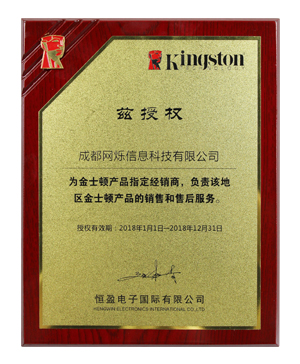 Kingston
TECHNOLOGY
兹授权
成都网烁信息科技有限公司
为金士顿产品指定经销商，负责该地
区金士顿产品的销售和售后服务。
授权有效期：2018年1月1日—2018年12月31日
恒盈电子国际有限公司
HENGWIN ELECTRONICS INTERNATIONAL CO.,LTD